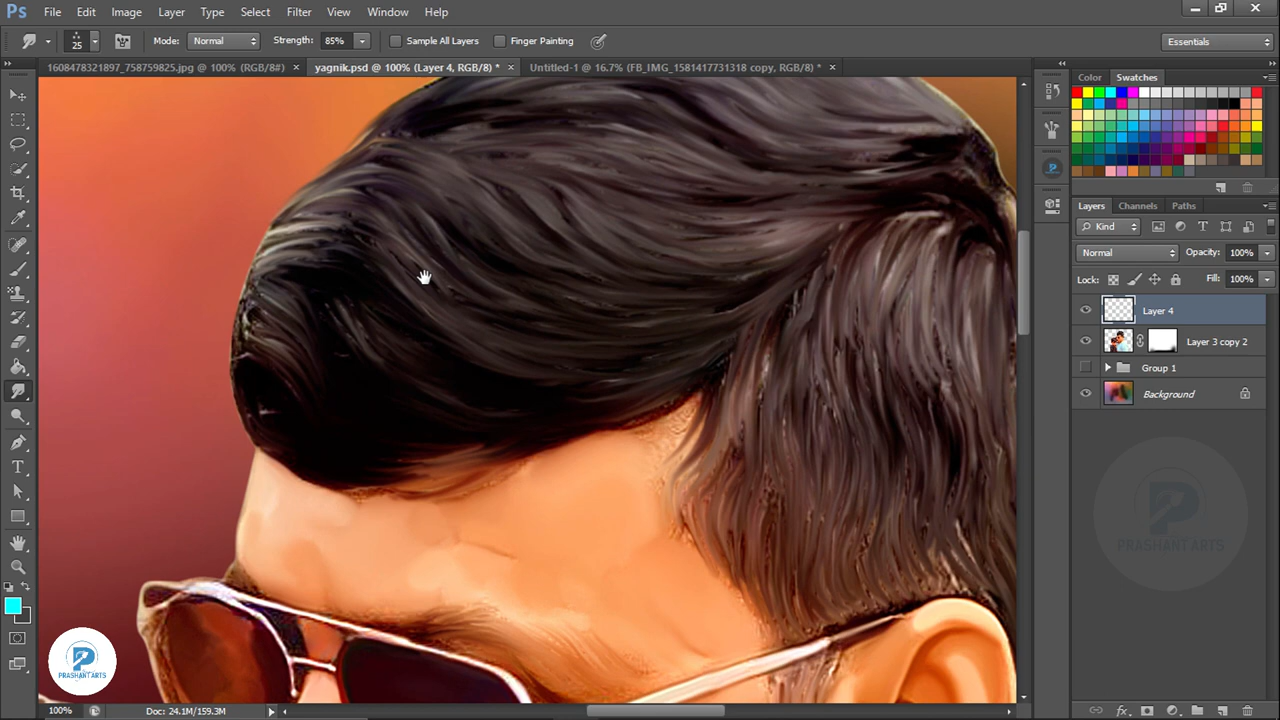 Ps File Edit Image Layer Type Select Filter View Window Help
25 Mode: Normal Strength: 85% Sample All Layers Finger Painting Essentials
1608478321897_758759825.jpg @ 100% (RGB/8#) × yagnik.psd @ 100% (Layer 4, RGB/8) * × Untitled-1 @ 16.7% (FB_IMG_1581417731318 copy, RGB/8) * ×
Color Swatches
Layers Channels Paths
Kind
Normal Opacity: 100%
Lock: Fill: 100%
Layer 4
Layer 3 copy 2
Group 1
Background
PRASHANT ARTS
PRASHANT ARTS
100% Doc: 24.1M/159.3M